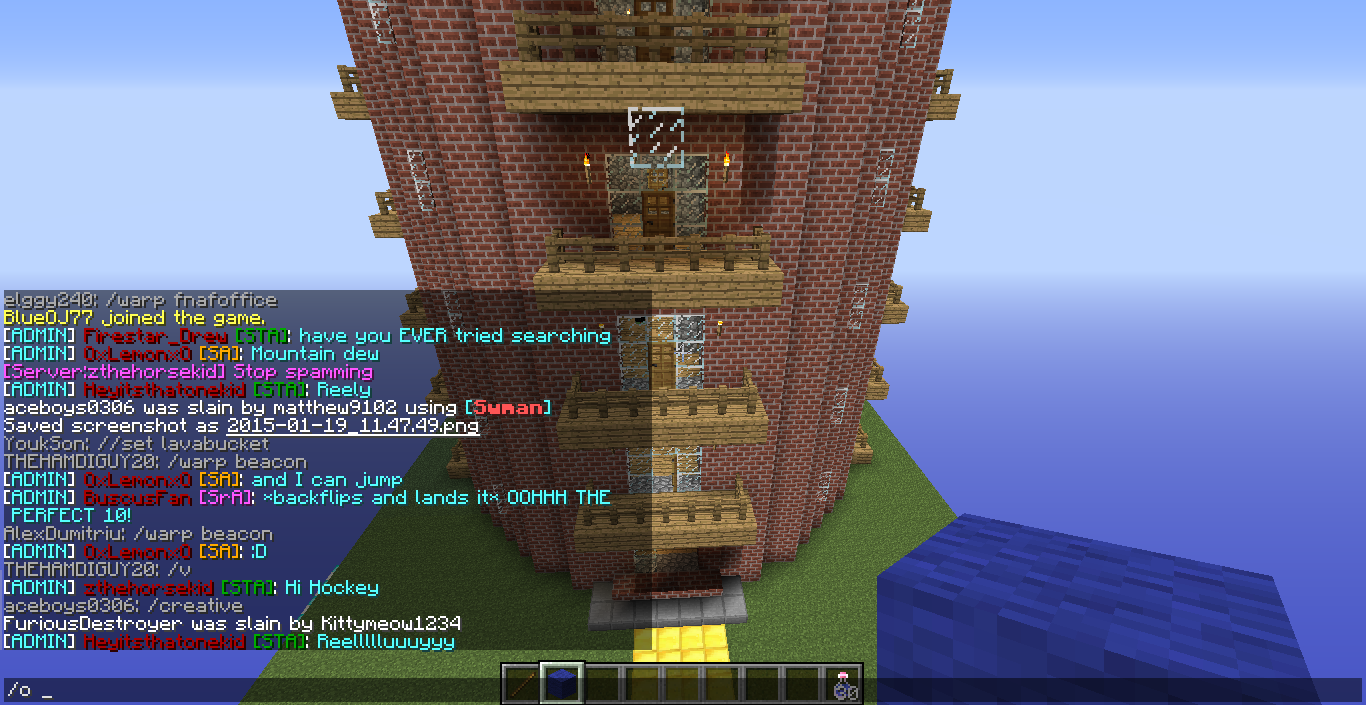 elggy240: /warp fnafoffice
BlueOJ77 joined the game.
[ADMIN] Firestar_Drew [STA]: have you EVER tried searching
[ADMIN] OxLemonxO [SA]: Mountain dew
[Server:zthehorsekid] Stop spamming
[ADMIN] Heyitsthatonekid [STA]: Reely
aceboys0306 was slain by matthew9102 using [Suman]
Saved screenshot as 2015-01-19_11.47.49.png
YoukSon: //set lavabucket
THEHAMDIGUY20: /warp beacon
[ADMIN] OxLemonxO [SA]: and I can jump
[ADMIN] BuscusFan [SrA]: *backflips and lands it* OOHHH THE
PERFECT 10!
AlexDumitriu: /warp beacon
[ADMIN] OxLemonxO [SA]: :D
THEHAMDIGUY20: /v
[ADMIN] zthehorsekid [STA]: Hi Hockey
aceboys0306: /creative
FuriousDestroyer was slain by Kittymeow1234
[ADMIN] Heyitsthatonekid [STA]: Reellllluuuyyy
/o _
30